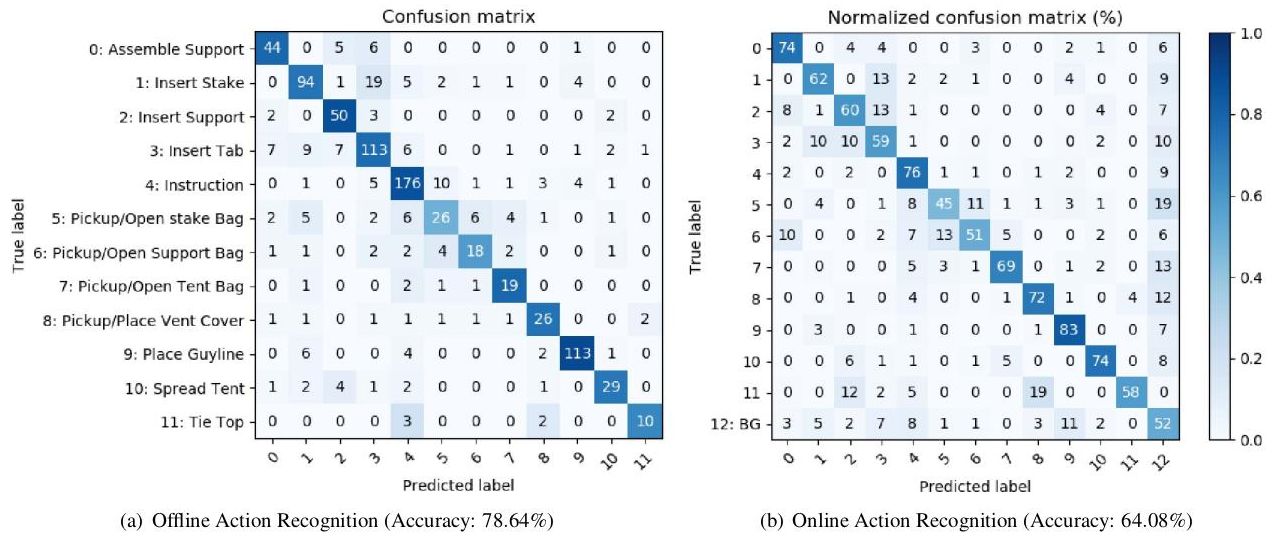 Confusion matrix
True label
0: Assemble Support 44 0 5 6 0 0 0 0 0 1 0 0
1: Insert Stake 0 94 1 19 5 2 1 1 0 4 0 0
2: Insert Support 2 0 50 3 0 0 0 0 0 0 2 0
3: Insert Tab 7 9 7 113 6 0 0 1 0 1 2 1
4: Instruction 0 1 0 5 176 10 1 1 3 4 1 0
5: Pickup/Open stake Bag 2 5 0 2 6 26 6 4 1 0 1 0
6: Pickup/Open Support Bag 1 1 0 2 2 4 18 2 0 0 1 0
7: Pickup/Open Tent Bag 0 1 0 0 2 1 1 19 0 0 0 0
8: Pickup/Place Vent Cover 1 1 0 1 1 1 1 1 26 0 0 2
9: Place Guyline 0 6 0 0 4 0 0 0 2 113 1 0
10: Spread Tent 1 2 4 1 2 0 0 0 1 0 29 0
11: Tie Top 0 0 0 0 3 0 0 0 2 0 0 10
0 1 2 3 4 5 6 7 8 9 10 11
Predicted label
(a) Offline Action Recognition (Accuracy: 78.64%)
Normalized confusion matrix (%)
True label
0 74 0 4 4 0 0 3 0 0 2 1 0 6
1 0 62 0 13 2 2 1 0 0 4 0 0 9
2 8 1 60 13 1 0 0 0 0 0 4 0 7
3 2 10 10 59 1 0 0 0 0 0 2 0 10
4 2 0 2 0 76 1 1 0 1 2 0 0 9
5 0 4 0 1 8 45 11 1 1 3 1 0 19
6 10 0 0 2 7 13 51 5 0 0 2 0 6
7 0 0 0 0 5 3 1 69 0 1 2 0 13
8 0 0 1 0 4 0 0 1 72 1 0 4 12
9 0 3 0 0 1 0 0 0 1 83 0 0 7
10 0 0 6 1 1 0 1 5 0 0 74 0 8
11 0 0 12 2 5 0 0 0 19 0 0 58 0
12: BG 3 5 2 7 8 1 1 0 3 11 2 0 52
0 1 2 3 4 5 6 7 8 9 10 11 12
Predicted label
1.0
0.8
0.6
0.4
0.2
0.0
(b) Online Action Recognition (Accuracy: 64.08%)